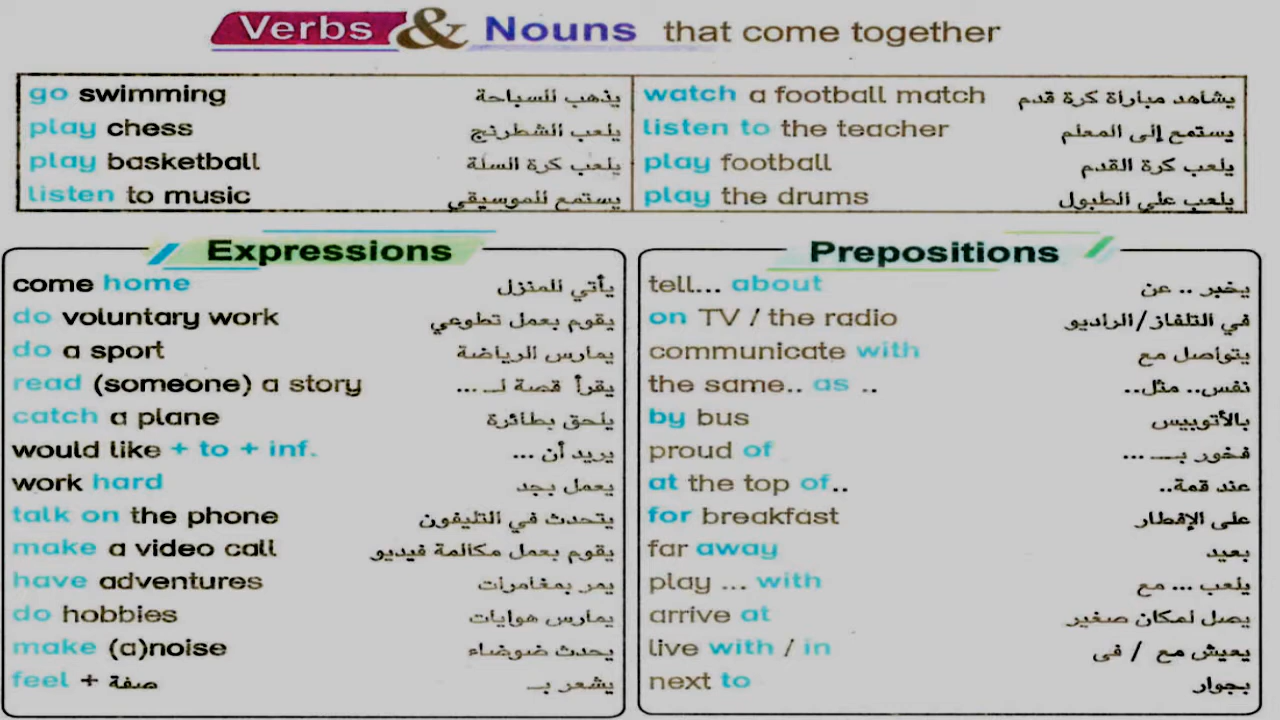 Verbs & Nouns that come together
go swimming يذهب للسباحة
play chess يلعب الشطرنج
play basketball يلعب كرة السلة
listen to music يستمع للموسيقي
watch a football match يشاهد مباراة كرة قدم
listen to the teacher يستمع إلى المعلم
play football يلعب كرة القدم
play the drums يلعب علي الطبول
Expressions
come home يأتي للمنزل
do voluntary work يقوم بعمل تطوعي
do a sport يمارس الرياضة
read (someone) a story يقرأ قصة لـ ...
catch a plane يلحق بطائرة
would like + to + inf. يريد أن ...
work hard يعمل بجد
talk on the phone يتحدث في التليفون
make a video call يقوم بعمل مكالمة فيديو
have adventures يمر بمغامرات
do hobbies يمارس هوايات
make (a)noise يحدث ضوضاء
feel + صفة يشعر بـ
Prepositions
tell... about يخبر .. عن
on TV / the radio في التلفاز/الراديو
communicate with يتواصل مع
the same.. as .. نفس.. مثل..
by bus بالأتوبيس
proud of فخور بـ ...
at the top of.. عند قمة..
for breakfast على الإفطار
far away بعيد
play ... with يلعب ... مع
arrive at يصل لمكان صغير
live with / in يعيش مع / فى
next to بجوار